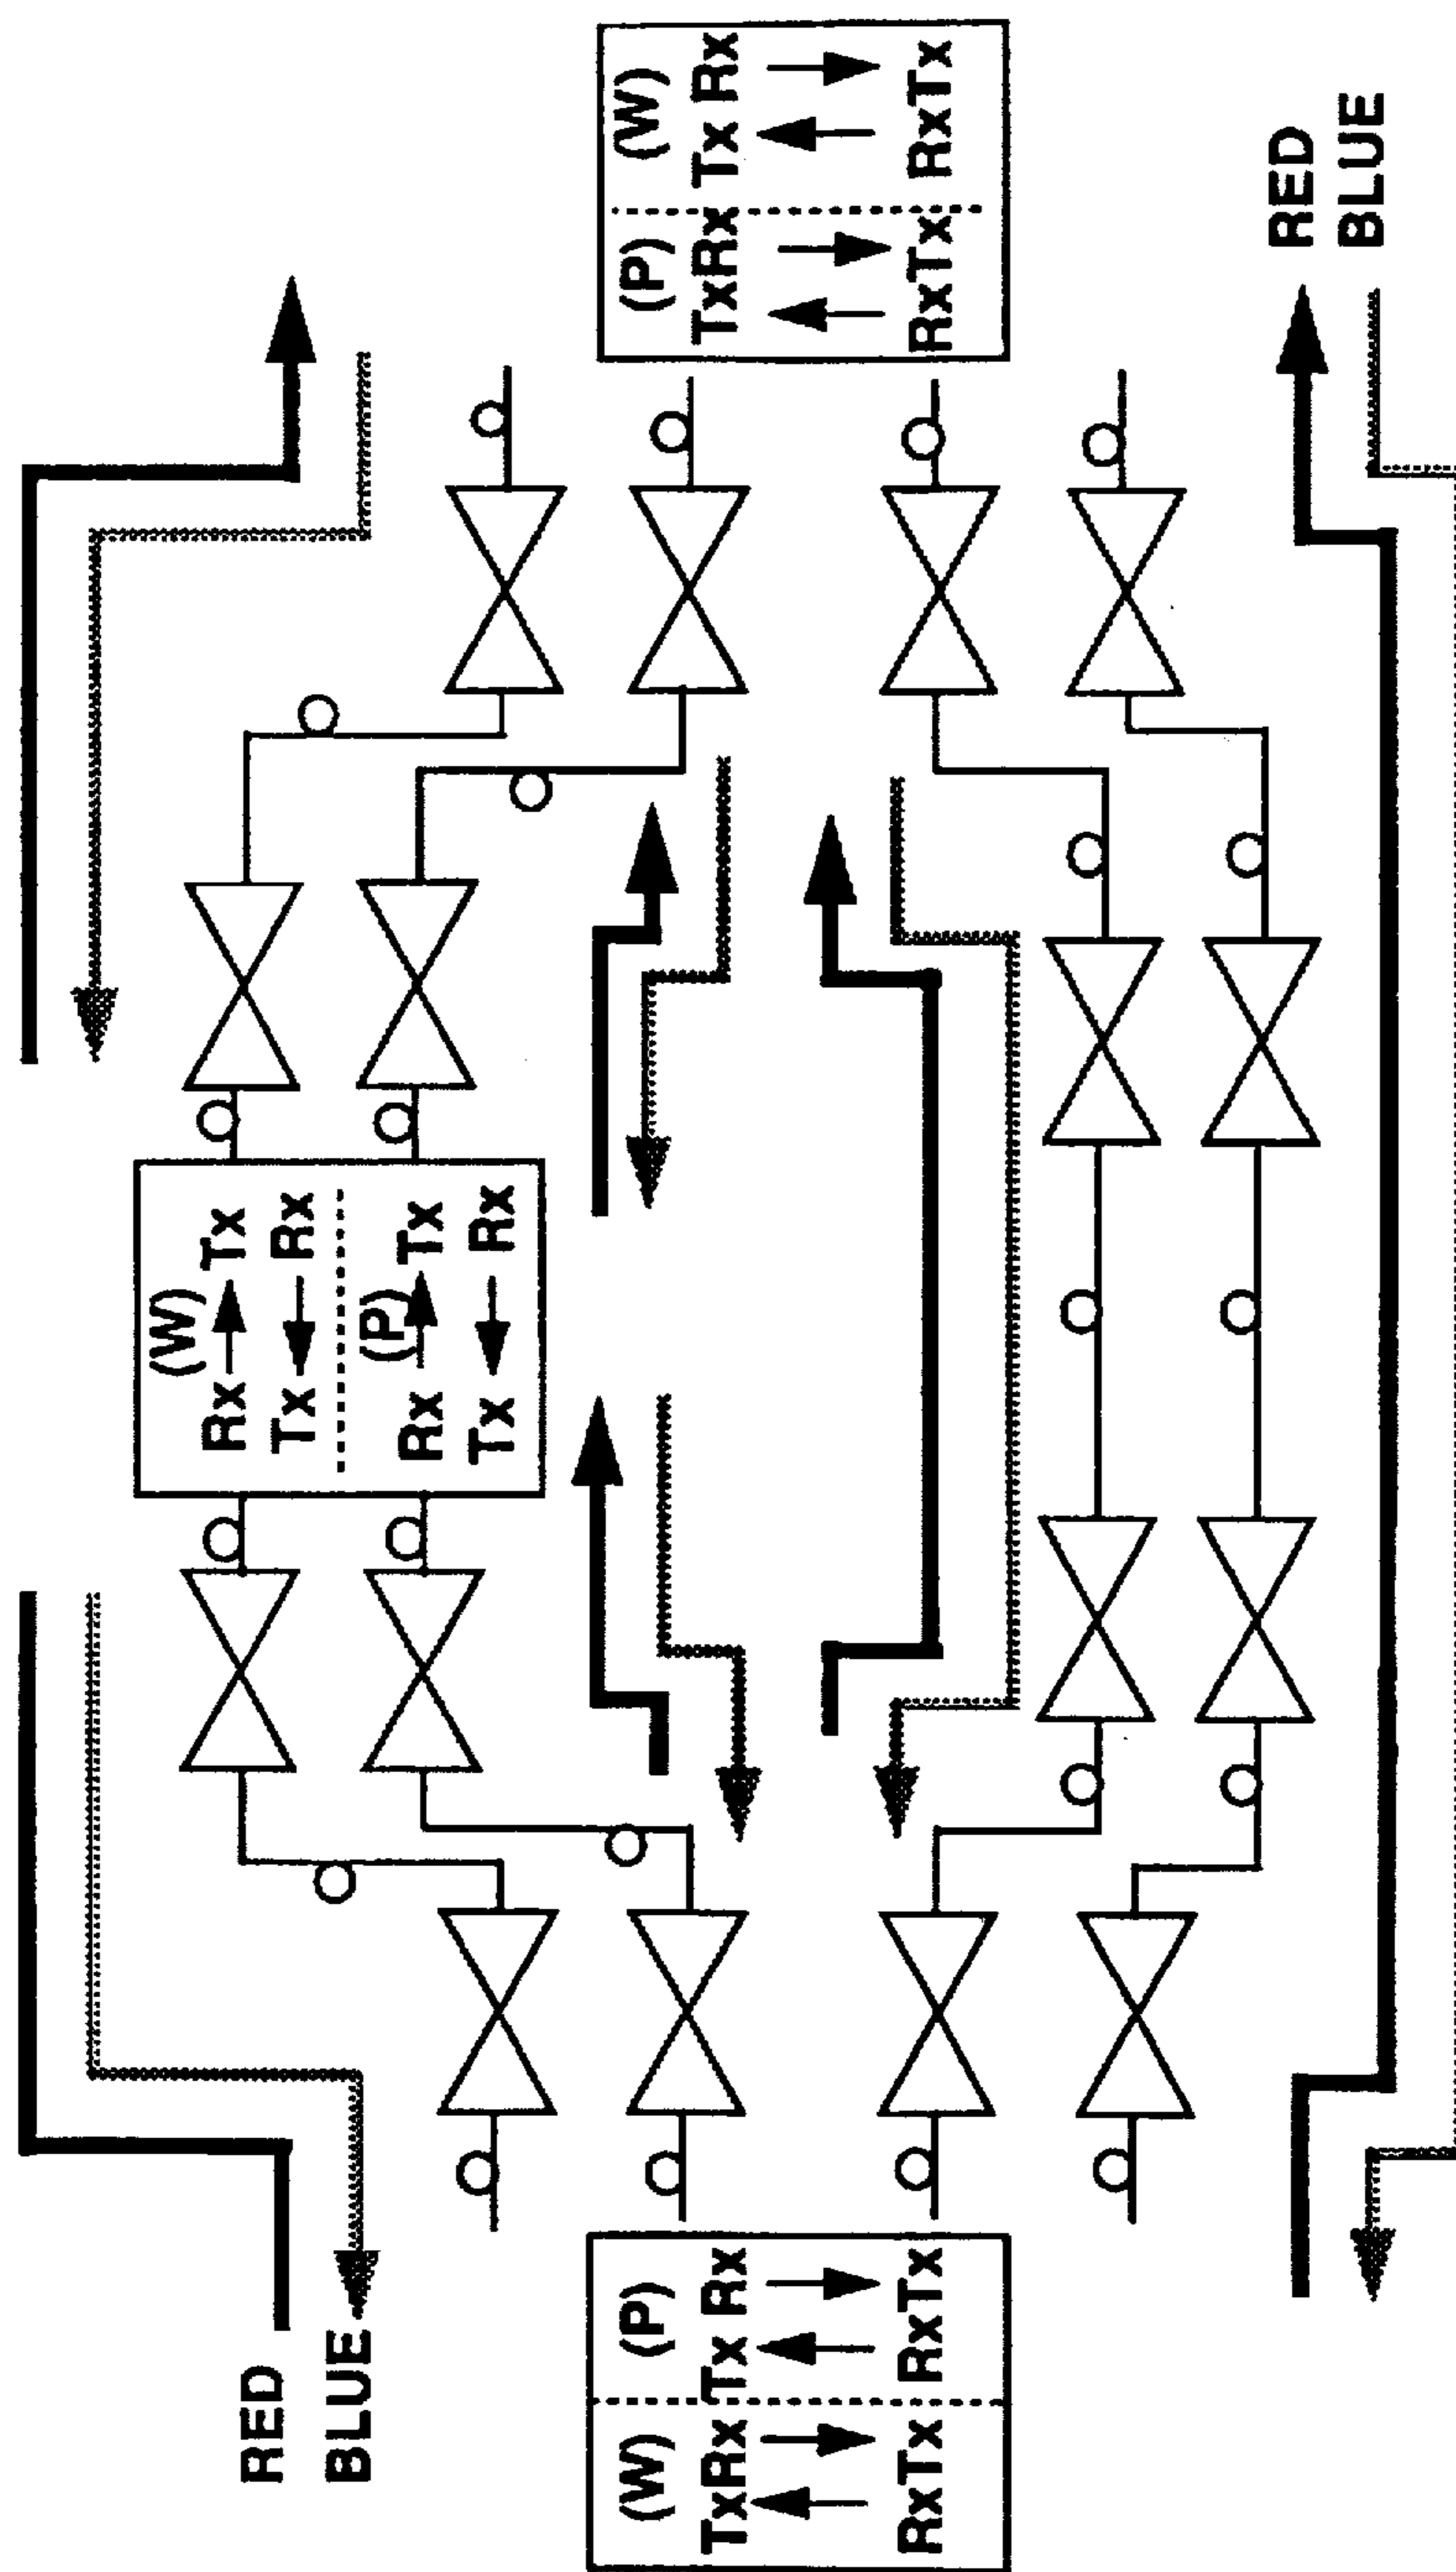 (W)
Rx Tx
Tx Rx
(P)
Rx Tx
Tx Rx
RED
BLUE
(W) (P)
TxRx Tx Rx
RxTx RxTx
(P) (W)
TxRx Tx Rx
RxTx RxTx
RED
BLUE